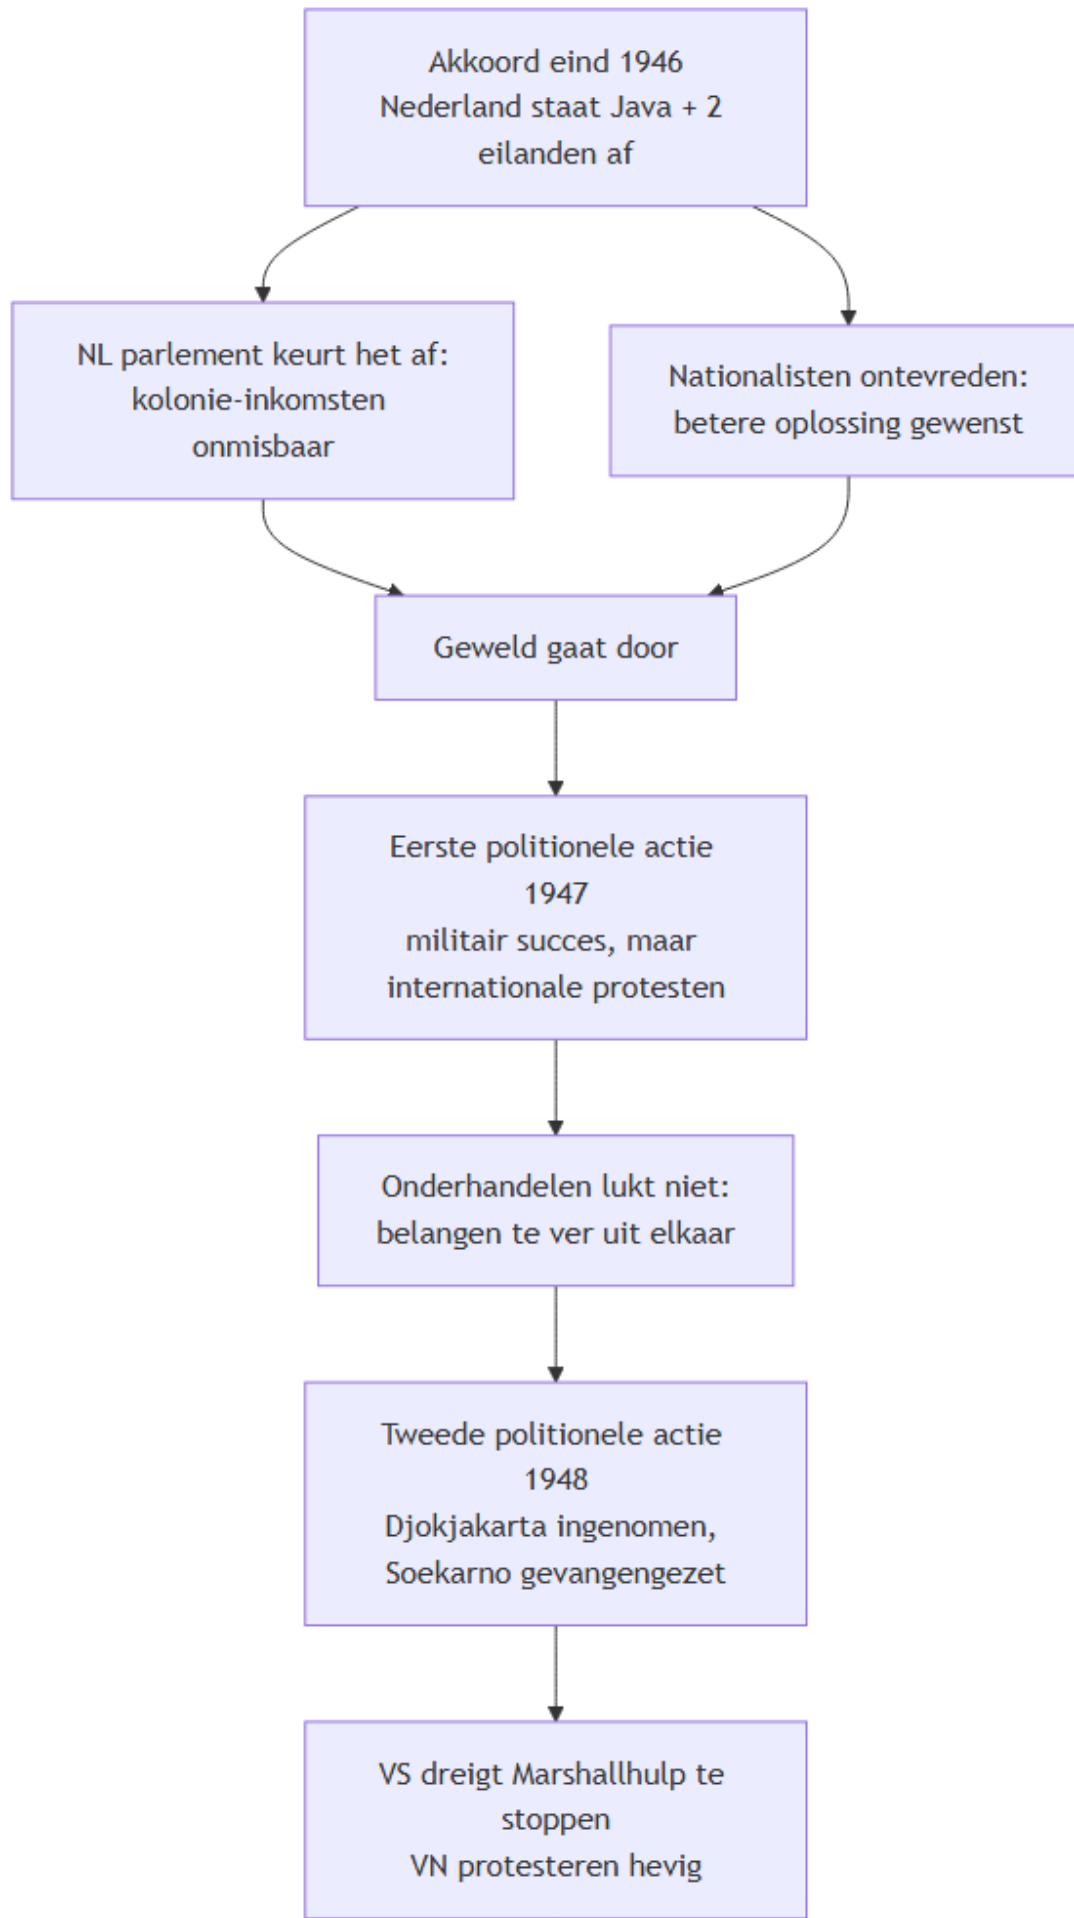 Akkoord eind 1946
Nederland staat Java + 2
eilanden af
NL parlement keurt het af:
kolonie-inkomsten
onmisbaar
Nationalisten ontevreden:
betere oplossing gewenst
Geweld gaat door
Eerste politionele actie
1947
militair succes, maar
internationale protesten
Onderhandelen lukt niet:
belangen te ver uit elkaar
Tweede politionele actie
1948
Djokjakarta ingenomen,
Soekarno gevangengezet
VS dreigt Marshallhulp te
stoppen
VN protesteren hevig